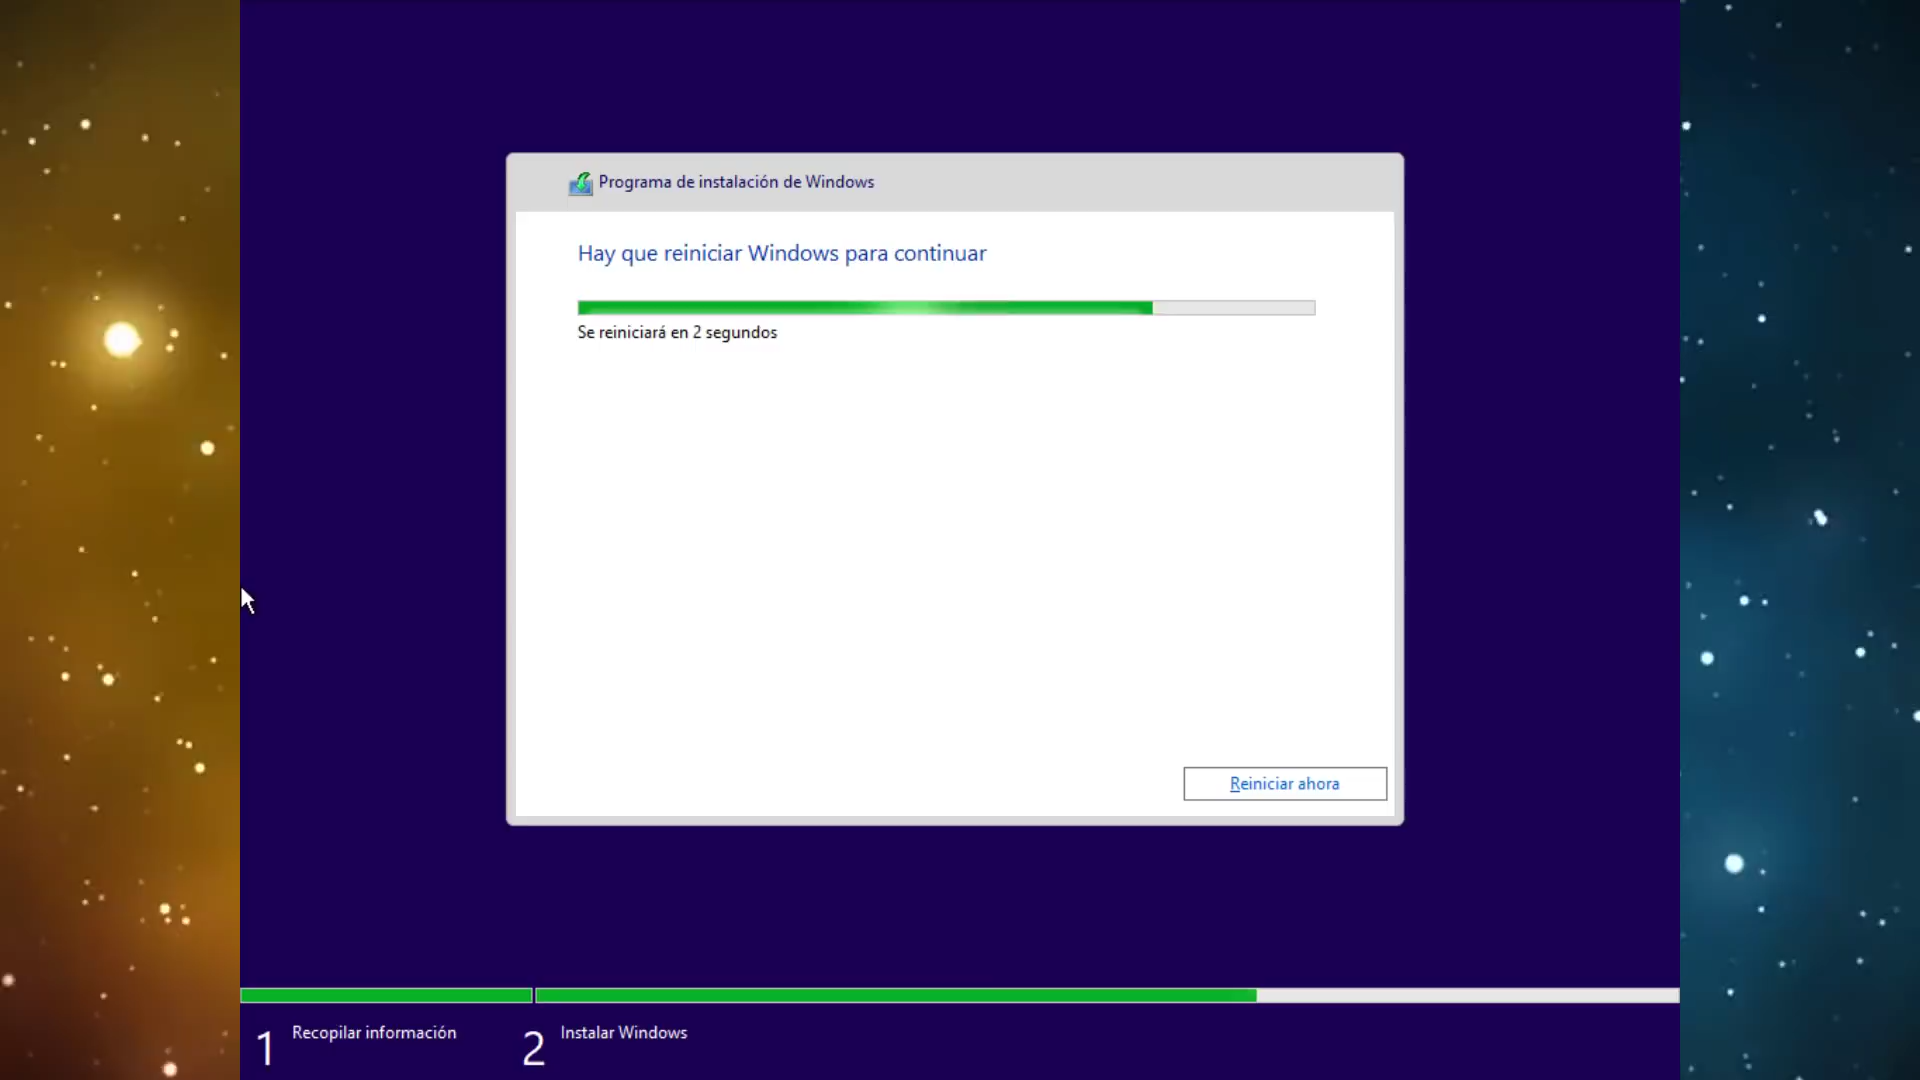 Programa de instalación de Windows
Hay que reiniciar Windows para continuar
Se reiniciará en 2 segundos
Reiniciar ahora
1 Recopilar información
2 Instalar Windows